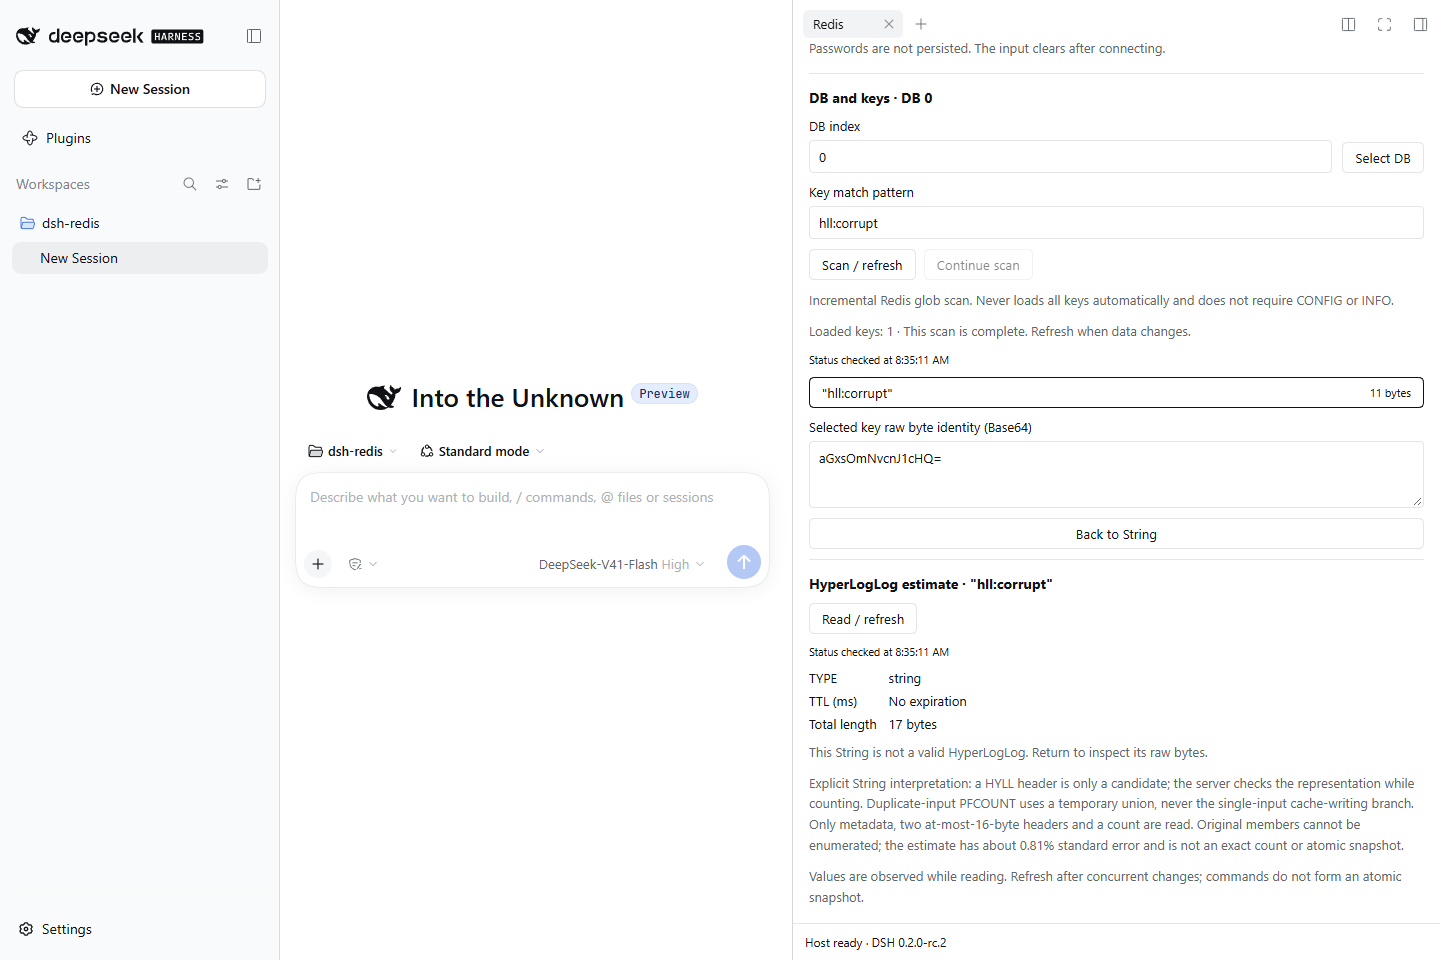 deepseek HARNESS
New Session
Plugins
Workspaces
dsh-redis
New Session
Settings
Into the Unknown Preview
dsh-redis Standard mode
Describe what you want to build, / commands, @ files or sessions
DeepSeek-V41-Flash High
Redis
Passwords are not persisted. The input clears after connecting.
DB and keys · DB 0
DB index
0 Select DB
Key match pattern
hll:corrupt
Scan / refresh Continue scan
Incremental Redis glob scan. Never loads all keys automatically and does not require CONFIG or INFO.
Loaded keys: 1 · This scan is complete. Refresh when data changes.
Status checked at 8:35:11 AM
"hll:corrupt" 11 bytes
Selected key raw byte identity (Base64)
aGxsOmNvcnJ1cHQ=
Back to String
HyperLogLog estimate · "hll:corrupt"
Read / refresh
Status checked at 8:35:11 AM
TYPE string
TTL (ms) No expiration
Total length 17 bytes
This String is not a valid HyperLogLog. Return to inspect its raw bytes.
Explicit String interpretation: a HYLL header is only a candidate; the server checks the representation while
counting. Duplicate-input PFCOUNT uses a temporary union, never the single-input cache-writing branch.
Only metadata, two at-most-16-byte headers and a count are read. Original members cannot be
enumerated; the estimate has about 0.81% standard error and is not an exact count or atomic snapshot.
Values are observed while reading. Refresh after concurrent changes; commands do not form an atomic
snapshot.
Host ready · DSH 0.2.0-rc.2